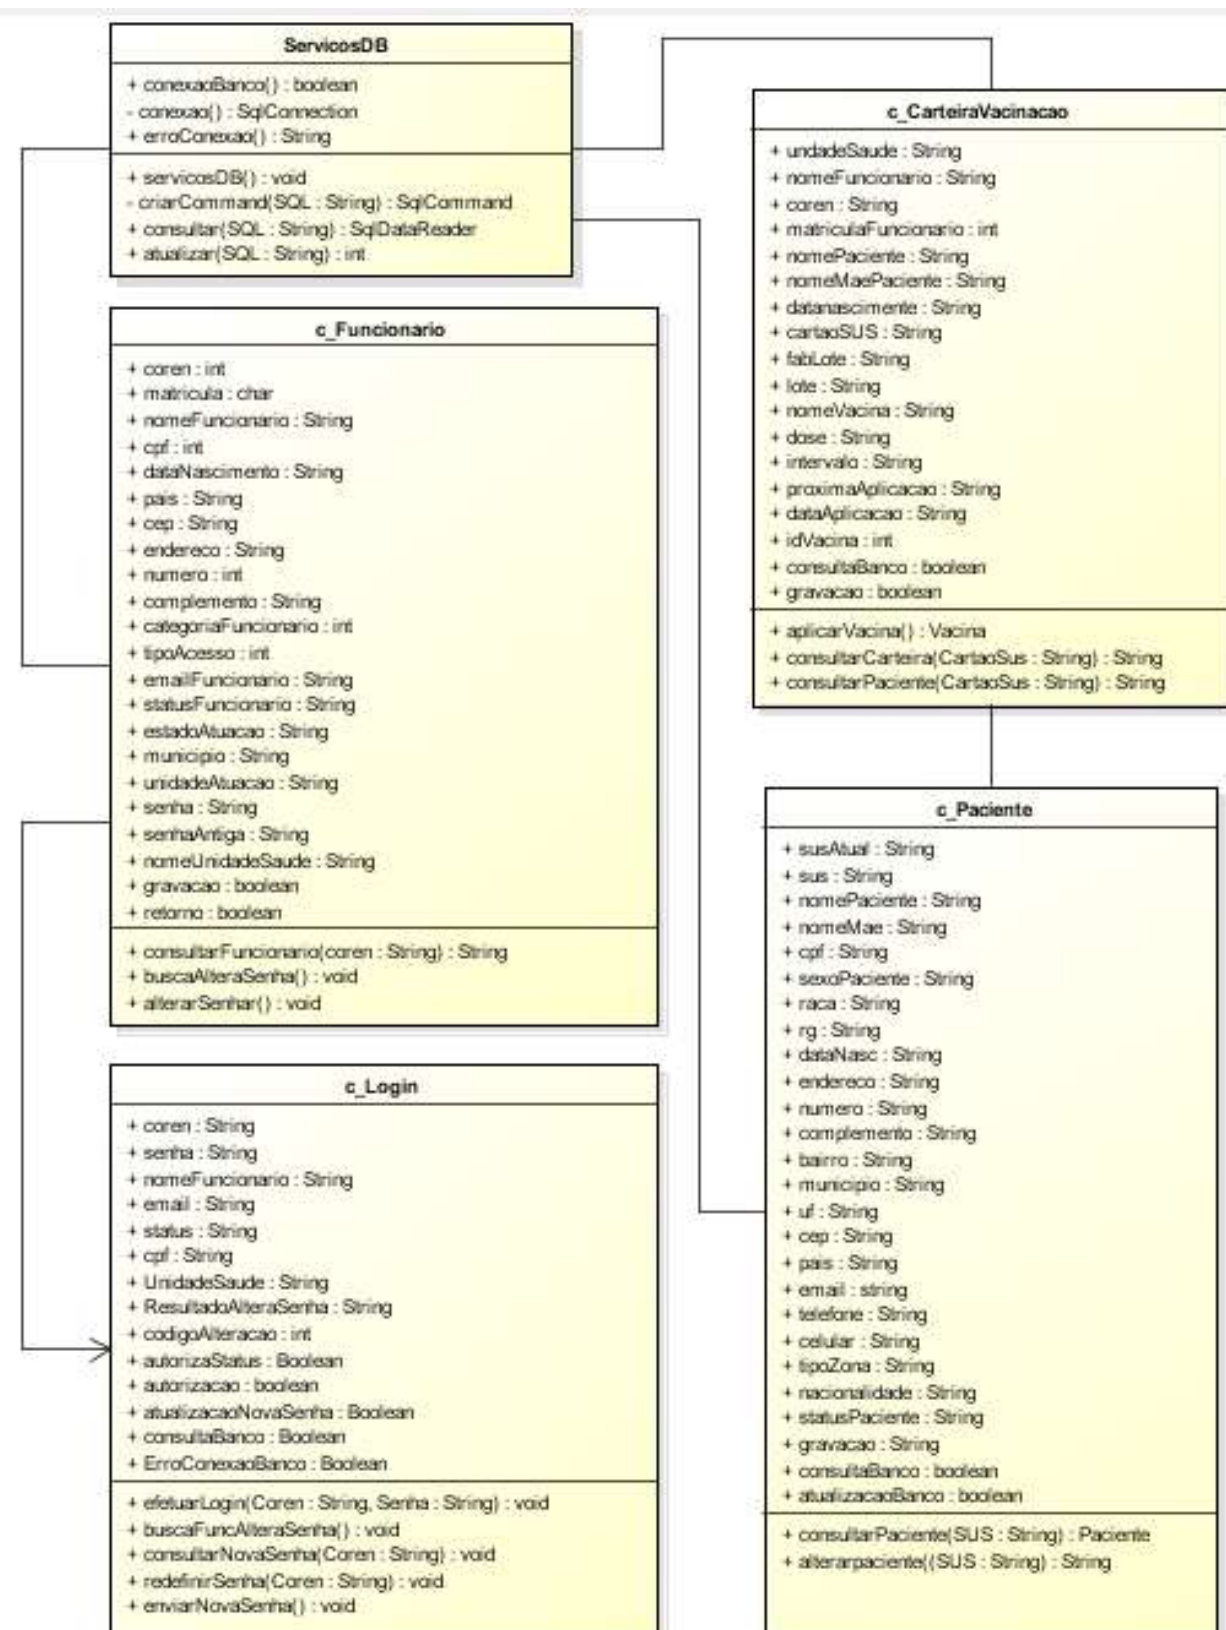 ServicosDB
+ conexaoBanco() : boolean
- conexao() : SqlConnection
+ erroConexao() : String
+ servicosDB() : void
- criarCommand(SQL : String) : SqlCommand
+ consultar(SQL : String) : SqlDataReader
+ atualizar(SQL : String) : int
c_Funcionario
+ coren : int
+ matricula : char
+ nomeFuncionario : String
+ cpf : int
+ dataNascimento : String
+ pais : String
+ cep : String
+ endereco : String
+ numero : int
+ complemento : String
+ categoriaFuncionario : int
+ tipoAcesso : int
+ emailFuncionario : String
+ statusFuncionario : String
+ estadoAtuacao : String
+ municipio : String
+ unidadeAtuacao : String
+ senha : String
+ senhaAntiga : String
+ nomeUnidadeSaude : String
+ gravacao : boolean
+ retorno : boolean
+ consultarFuncionario(coren : String) : String
+ buscaAlteraSenha() : void
+ alterarSenhar() : void
c_Login
+ coren : String
+ senha : String
+ nomeFuncionario : String
+ email : String
+ status : String
+ cpf : String
+ UnidadeSaude : String
+ ResultadoAlteraSenha : String
+ codigoAlteracao : int
+ autorizaStatus : Boolean
+ autorizacao : boolean
+ atualizacaoNovaSenha : Boolean
+ consultaBanco : Boolean
+ ErroConexaoBanco : Boolean
+ efetuarLogin(Coren : String, Senha : String) : void
+ buscaFuncAlteraSenha() : void
+ consultarNovaSenha(Coren : String) : void
+ redefinirSenha(Coren : String) : void
+ enviarNovaSenha() : void
c_CarteiraVacinacao
+ undadeSaude : String
+ nomeFuncionario : String
+ coren : String
+ matriculaFuncionario : int
+ nomePaciente : String
+ nomeMaePaciente : String
+ datanascimente : String
+ cartaoSUS : String
+ fabLote : String
+ lote : String
+ nomeVacina : String
+ dose : String
+ intervalo : String
+ proximaAplicacao : String
+ dataAplicacao : String
+ idVacina : int
+ consultaBanco : boolean
+ gravacao : boolean
+ aplicarVacina() : Vacina
+ consultarCarteira(CartaoSus : String) : String
+ consultarPaciente(CartaoSus : String) : String
c_Paciente
+ susAtual : String
+ sus : String
+ nomePaciente : String
+ nomeMae : String
+ cpf : String
+ sexoPaciente : String
+ raca : String
+ rg : String
+ dataNasc : String
+ endereco : String
+ numero : String
+ complemento : String
+ bairro : String
+ municipio : String
+ uf : String
+ cep : String
+ pais : String
+ email : string
+ telefone : String
+ celular : String
+ tipoZona : String
+ nacionalidade : String
+ statusPaciente : String
+ gravacao : String
+ consultaBanco : boolean
+ atualizacaoBanco : boolean
+ consultarPaciente(SUS : String) : Paciente
+ alterarpaciente((SUS : String) : String